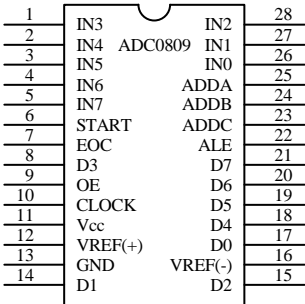 1 IN3 IN2 28
2 IN4 ADC0809 IN1 27
3 IN5 IN0 26
4 IN6 ADDA 25
5 IN7 ADDB 24
6 START ADDC 23
7 EOC ALE 22
8 D3 D7 21
9 OE D6 20
10 CLOCK D5 19
11 Vcc D4 18
12 VREF(+) D0 17
13 GND VREF(-) 16
14 D1 D2 15